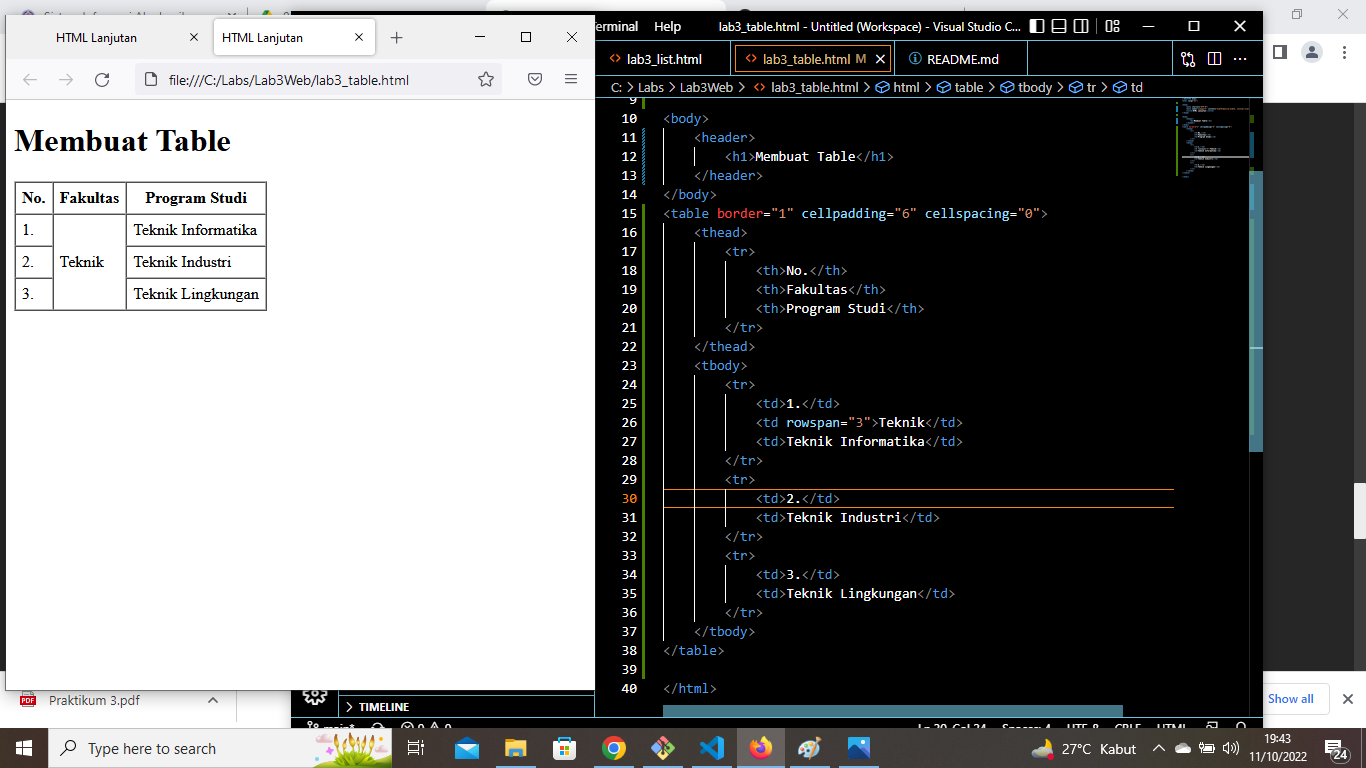 HTML Lanjutan
HTML Lanjutan
file:///C:/Labs/Lab3Web/lab3_table.html
Membuat Table
No. Fakultas Program Studi
1. Teknik Informatika
2. Teknik Teknik Industri
3. Teknik Lingkungan
Terminal Help lab3_table.html - Untitled (Workspace) - Visual Studio C...
lab3_list.html lab3_table.html M README.md
C: > Labs > Lab3Web > lab3_table.html > html > table > tbody > tr > td
9
10 <body>
11 <header>
12 <h1>Membuat Table</h1>
13 </header>
14 </body>
15 <table border="1" cellpadding="6" cellspacing="0">
16 <thead>
17 <tr>
18 <th>No.</th>
19 <th>Fakultas</th>
20 <th>Program Studi</th>
21 </tr>
22 </thead>
23 <tbody>
24 <tr>
25 <td>1.</td>
26 <td rowspan="3">Teknik</td>
27 <td>Teknik Informatika</td>
28 </tr>
29 <tr>
30 <td>2.</td>
31 <td>Teknik Industri</td>
32 </tr>
33 <tr>
34 <td>3.</td>
35 <td>Teknik Lingkungan</td>
36 </tr>
37 </tbody>
38 </table>
39
40 </html>
TIMELINE
Praktikum 3.pdf
Show all
Type here to search
27°C Kabut
19:43
11/10/2022
24